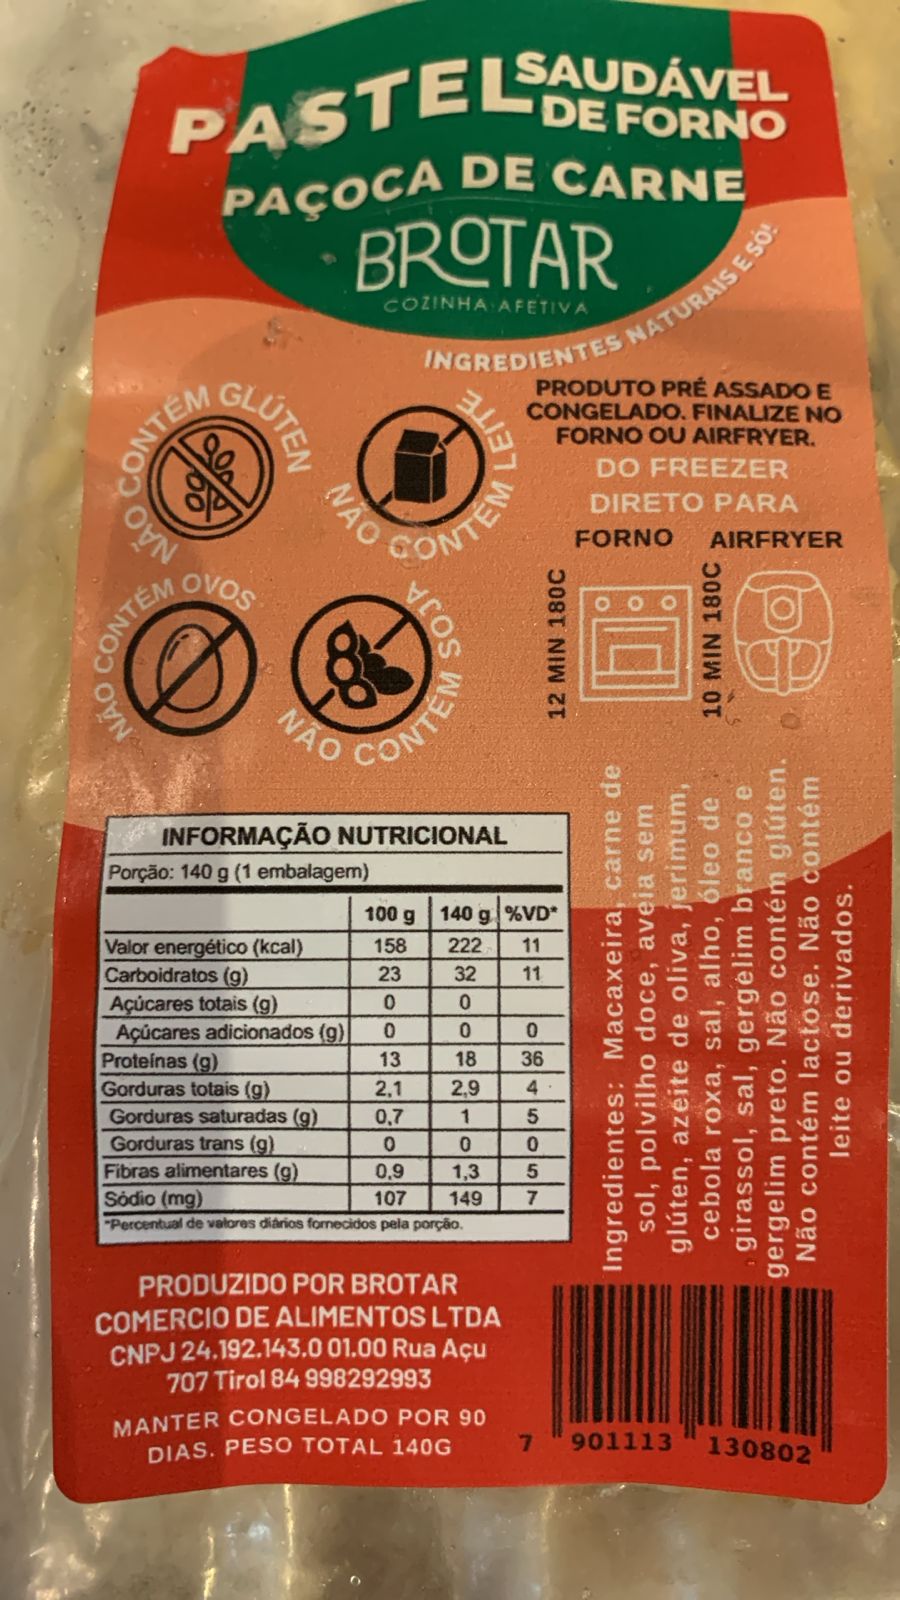 PASTEL SAUDÁVEL
DE FORNO
PAÇOCA DE CARNE
BROTAR
COZINHA AFETIVA
INGREDIENTES NATURAIS E SÓ!
NÃO CONTÉM GLÚTEN
NÃO CONTÉM LEITE
NÃO CONTÉM OVOS
NÃO CONTÉM SOJA
PRODUTO PRÉ ASSADO E
CONGELADO. FINALIZE NO
FORNO OU AIRFRYER.
DO FREEZER
DIRETO PARA
FORNO AIRFRYER
12 MIN 180C
10 MIN 180C
INFORMAÇÃO NUTRICIONAL
Porção: 140 g (1 embalagem)
100 g 140 g %VD*
Valor energético (kcal) 158 222 11
Carboidratos (g) 23 32 11
Açúcares totais (g) 0 0
Açúcares adicionados (g) 0 0 0
Proteínas (g) 13 18 36
Gorduras totais (g) 2,1 2,9 4
Gorduras saturadas (g) 0,7 1 5
Gorduras trans (g) 0 0 0
Fibras alimentares (g) 0,9 1,3 5
Sódio (mg) 107 149 7
*Percentual de valores diários fornecidos pela porção.
Ingredientes: Macaxeira, carne de
sol, polvilho doce, aveia sem
glúten, azeite de oliva, jerimum,
cebola roxa, sal, alho, óleo de
girassol, sal, gergelim branco e
gergelim preto. Não contém glúten.
Não contém lactose. Não contém
leite ou derivados.
PRODUZIDO POR BROTAR
COMERCIO DE ALIMENTOS LTDA
CNPJ 24.192.143.0 01.00 Rua Açu
707 Tirol 84 998292993
MANTER CONGELADO POR 90
DIAS. PESO TOTAL 140G
7 901113 130802